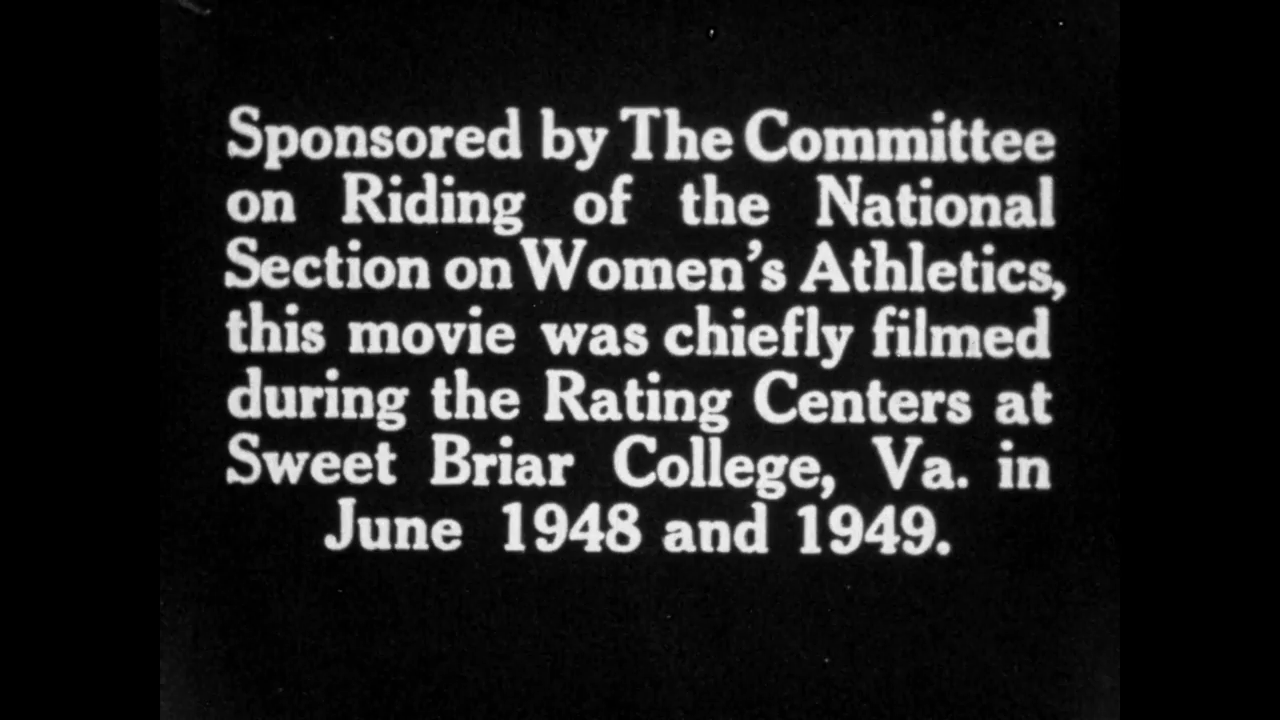 Sponsored by The Committee
on Riding of the National
Section on Women's Athletics,
this movie was chiefly filmed
during the Rating Centers at
Sweet Briar College, Va. in
June 1948 and 1949.